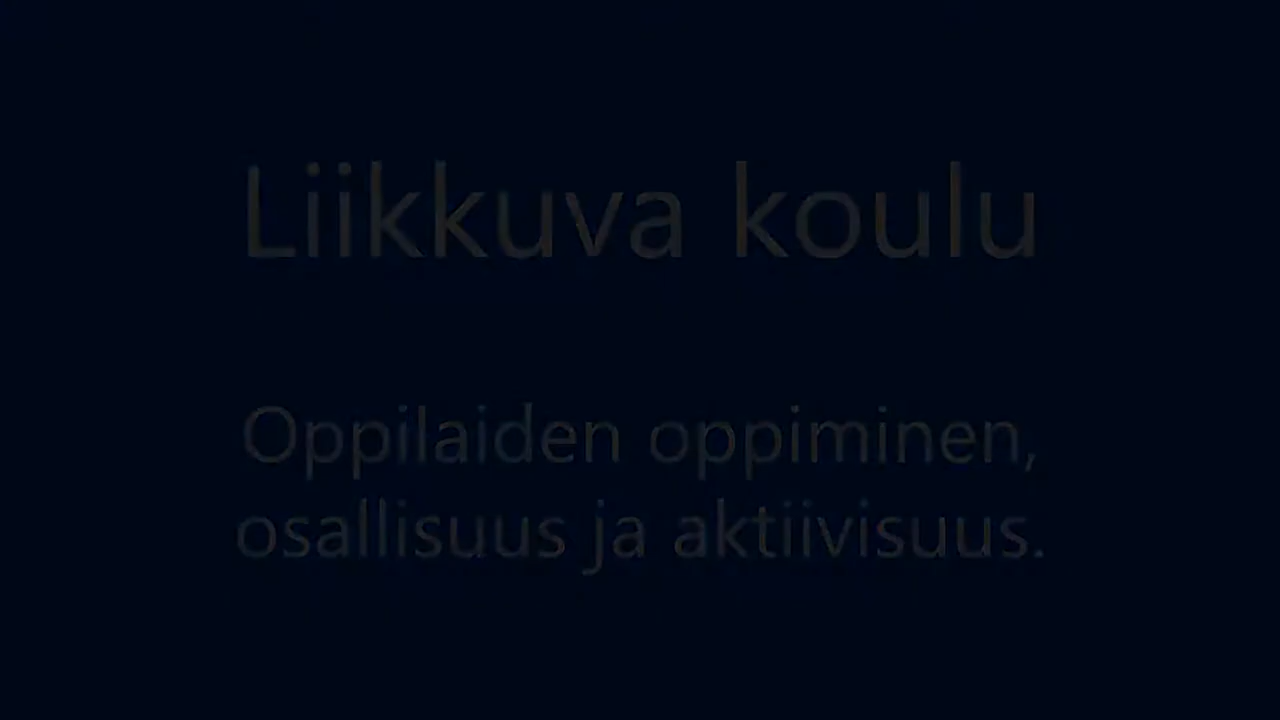 Liikkuva koulu
Oppilaiden oppiminen,
osallisuus ja aktiivisuus.